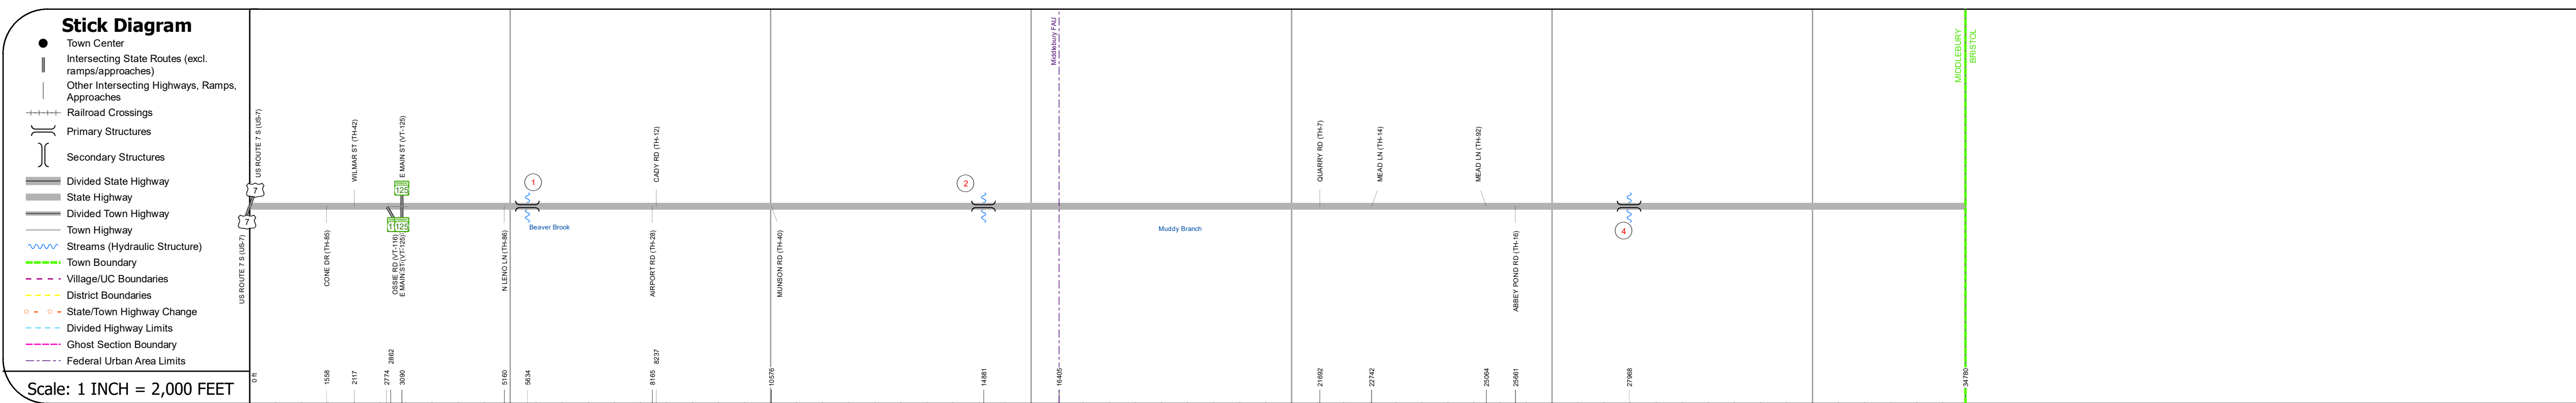 Stick Diagram
Town Center
Intersecting State Routes (excl.
ramps/approaches)
Other Intersecting Highways, Ramps,
Approaches
Railroad Crossings
Primary Structures
Secondary Structures
Divided State Highway
State Highway
Divided Town Highway
Town Highway
Streams (Hydraulic Structure)
Town Boundary
Village/UC Boundaries
District Boundaries
State/Town Highway Change
Divided Highway Limits
Ghost Section Boundary
Federal Urban Area Limits
Scale: 1 INCH = 2,000 FEET
US ROUTE 7 S (US-7)
7
7
US ROUTE 7 S (US-7)
CONE DR (TH-85)
WILMAR ST (TH-42)
E MAIN ST (VT-125)
125
125
OSSIE RD (VT-116)
E MAIN ST (VT-125)
N LENO LN (TH-86)
1
Beaver Brook
CADY RD (TH-12)
AIRPORT RD (TH-28)
MUNSON RD (TH-40)
2
Middlebury FAU
Muddy Branch
QUARRY RD (TH-7)
MEAD LN (TH-14)
MEAD LN (TH-92)
ABBEY POND RD (TH-16)
4
MIDDLEBURY
BRISTOL
0 ft
1558
2117
2774
2862
3090
5160
5634
8165
8237
10576
14881
16405
21692
22742
25064
25661
27968
34780